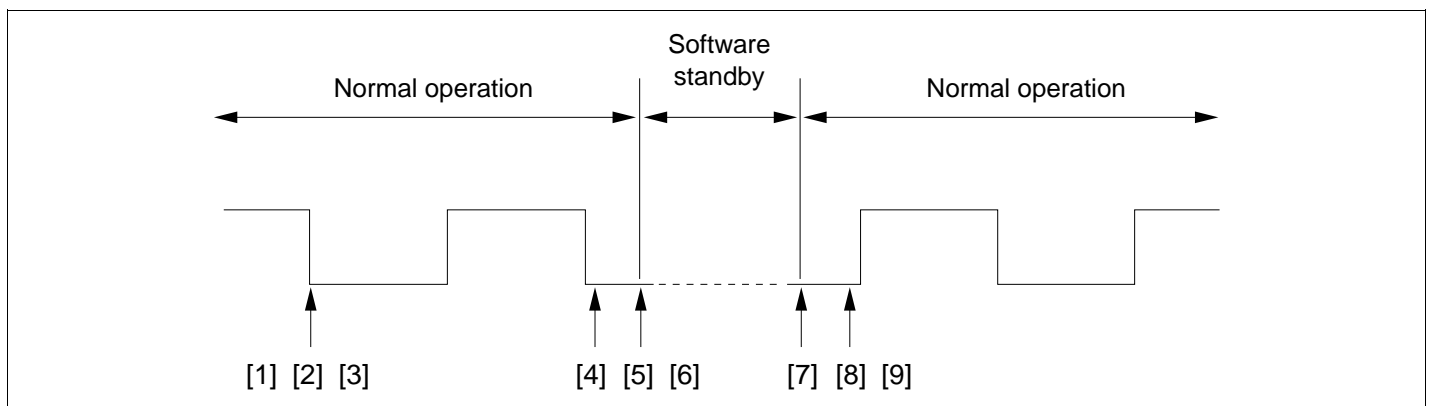 Software
standby
Normal operation
Normal operation
[1] [2] [3]
[4] [5] [6]
[7] [8] [9]